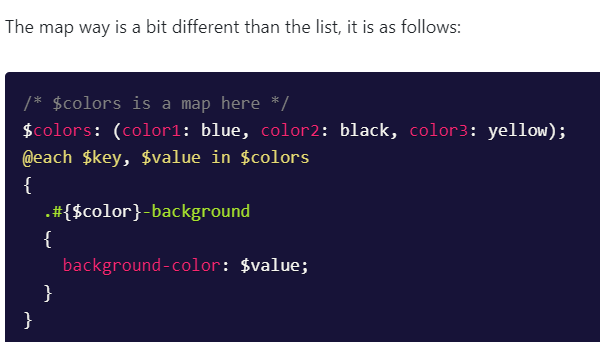 The map way is a bit different than the list, it is as follows:
/* $colors is a map here */
$colors: (color1: blue, color2: black, color3: yellow);
@each $key, $value in $colors
{
  .#{$color}-background
  {
    background-color: $value;
  }
}